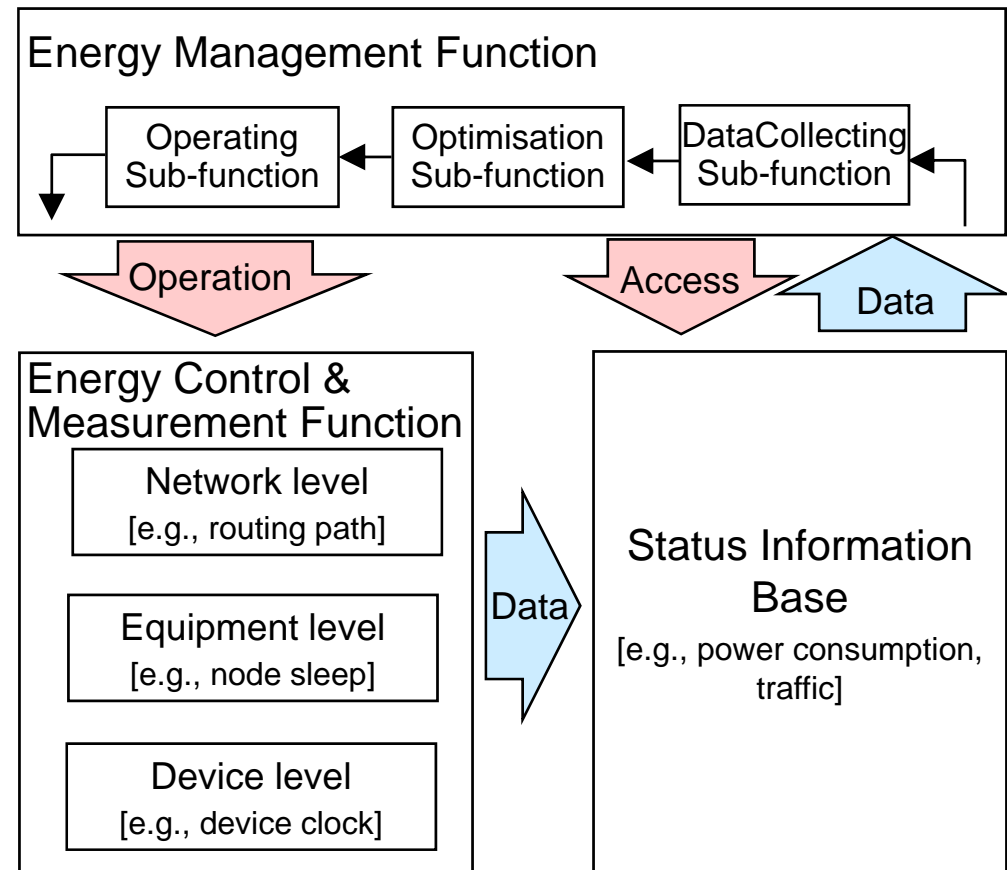 Energy Management Function
Operating
Sub-function
Optimisation
Sub-function
DataCollecting
Sub-function
Operation
Access
Data
Energy Control &
Measurement Function
Network level
[e.g., routing path]
Equipment level
[e.g., node sleep]
Device level
[e.g., device clock]
Data
Status Information
Base
[e.g., power consumption,
traffic]